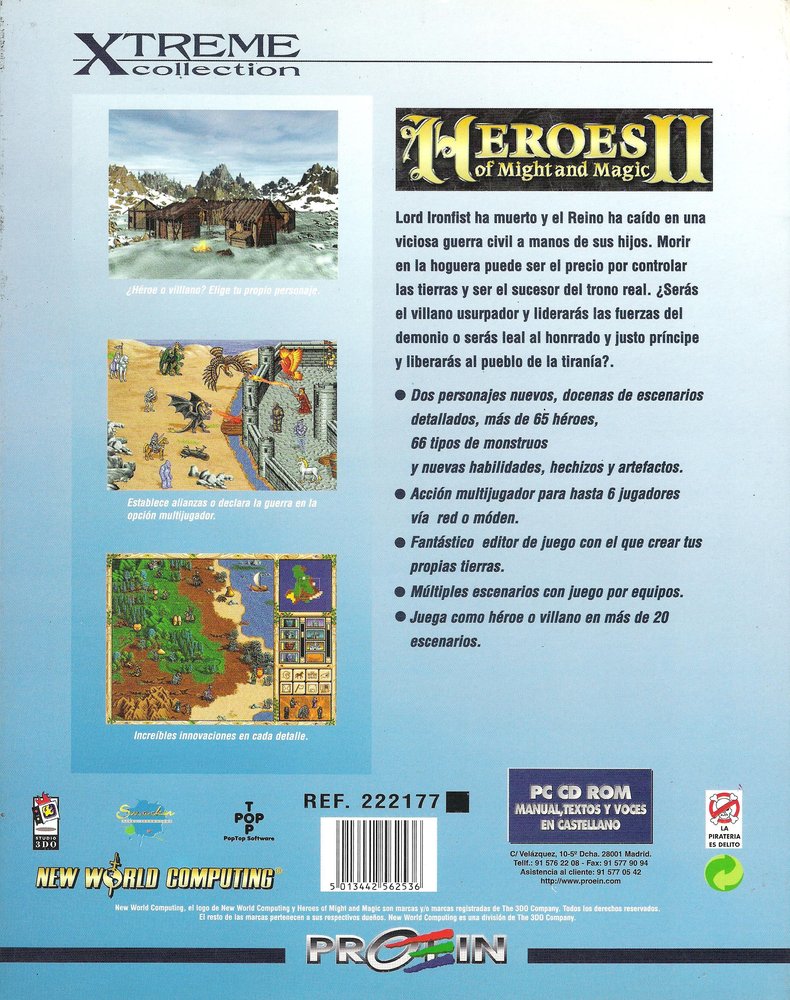 XTREME
collection
HEROES II
of Might and Magic
Lord Ironfist ha muerto y el Reino ha caído en una
viciosa guerra civil a manos de sus hijos. Morir
en la hoguera puede ser el precio por controlar
las tierras y ser el sucesor del trono real. ¿Serás
el villano usurpador y liderarás las fuerzas del
demonio o serás leal al honrrado y justo príncipe
y liberarás al pueblo de la tiranía?.
● Dos personajes nuevos, docenas de escenarios
detallados, más de 65 héroes,
66 tipos de monstruos
y nuevas habilidades, hechizos y artefactos.
● Acción multijugador para hasta 6 jugadores
vía red o móden.
● Fantástico editor de juego con el que crear tus
propias tierras.
● Múltiples escenarios con juego por equipos.
● Juega como héroe o villano en más de 20
escenarios.
¿Héroe o villano? Elige tu propio personaje.
Establece alianzas o declara la guerra en la
opción multijugador.
Increíbles innovaciones en cada detalle.
STUDIO
3DO
TOP
POP
PopTop Software
NEW WORLD COMPUTING®
REF. 222177
5 013442 562536
PC CD ROM
MANUAL,TEXTOS Y VOCES
EN CASTELLANO
C/ Velázquez, 10-5º Dcha. 28001 Madrid.
Telf.: 91 576 22 08 - Fax: 91 577 90 94
Asistencia al cliente: 91 577 05 42
http://www.proein.com
LA
PIRATERIA
ES DELITO
New World Computing, el logo de New World Computing y Heroes of Might and Magic son marcas y/o marcas registradas de The 3DO Company. Todos los derechos reservados.
El resto de las marcas pertenecen a sus respectivos dueños. New World Computing es una división de The 3DO Company.
PROEIN